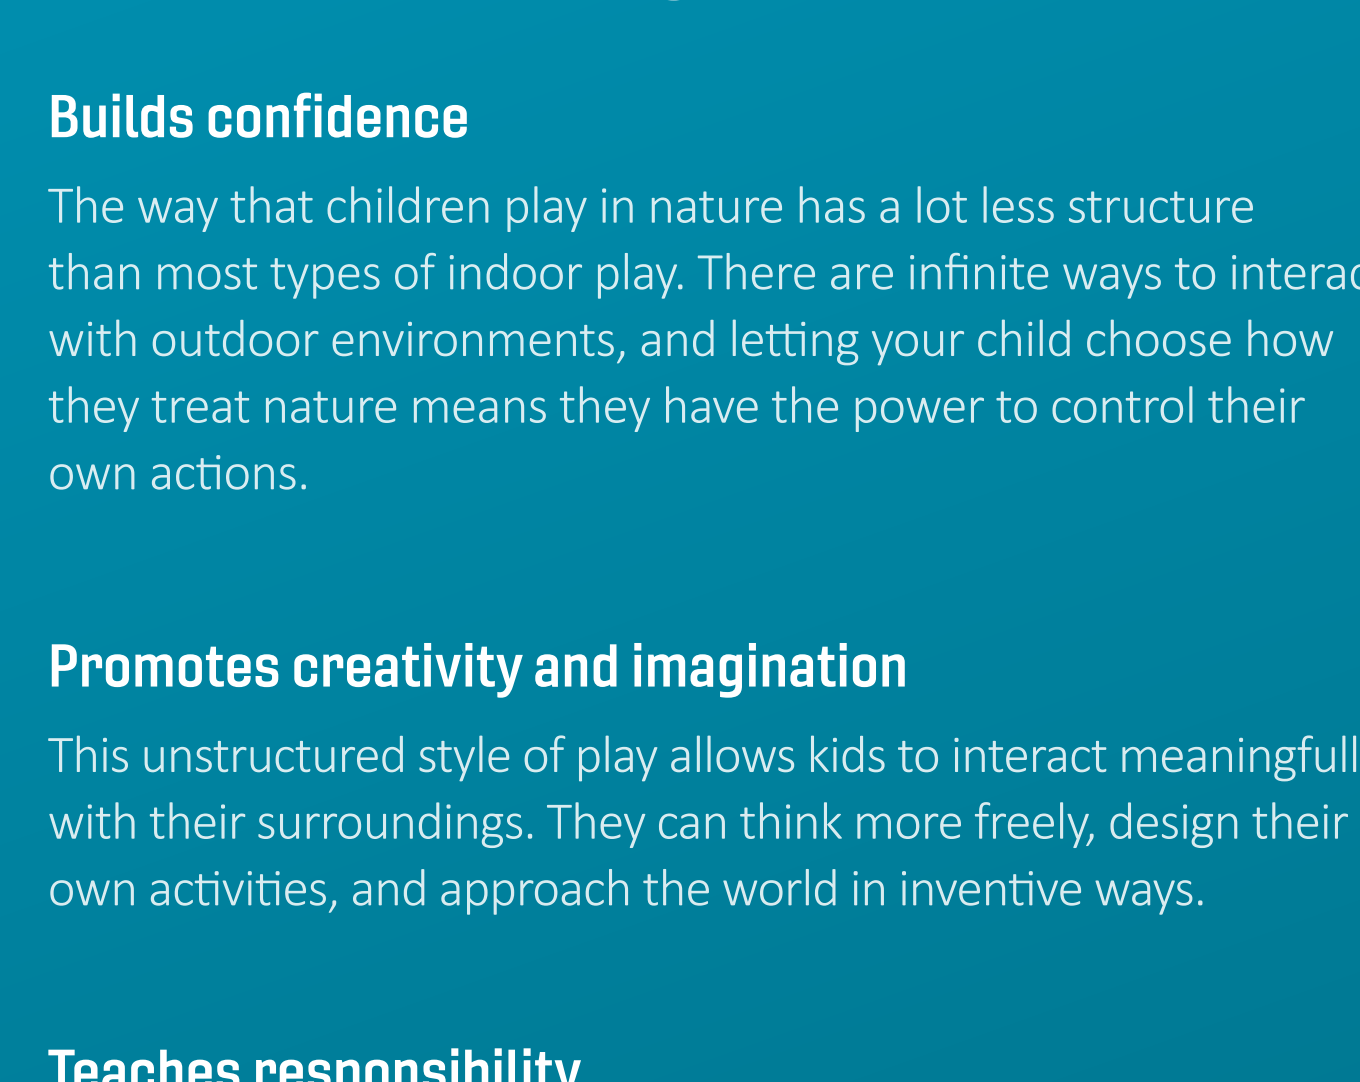 Builds confidence
The way that children play in nature has a lot less structure
than most types of indoor play. There are infinite ways to interac
with outdoor environments, and letting your child choose how
they treat nature means they have the power to control their
own actions.
Promotes creativity and imagination
This unstructured style of play allows kids to interact meaningfull
with their surroundings. They can think more freely, design their
own activities, and approach the world in inventive ways.
Teaches responsibility